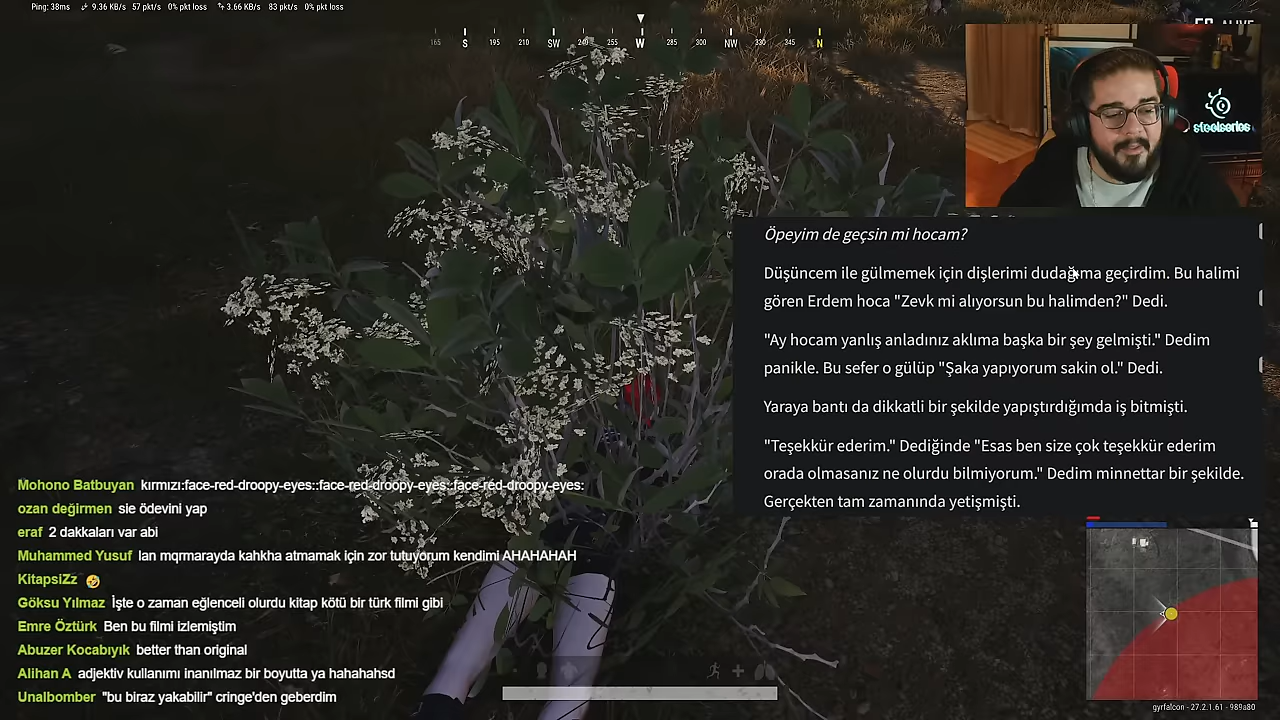 Ping: 38ms 9.36 KB/s 57 pkt/s 0% pkt loss 3.66 KB/s 83 pkt/s 0% pkt loss
ALIVE
165 S 195 210 SW 240 255 W 285 300 NW 330 345 N 15
steelseries
Öpeyim de geçsin mi hocam?
Düşüncem ile gülmemek için dişlerimi dudağıma geçirdim. Bu halimi
gören Erdem hoca "Zevk mi alıyorsun bu halimden?" Dedi.
"Ay hocam yanlış anladınız aklıma başka bir şey gelmişti." Dedim
panikle. Bu sefer o gülüp "Şaka yapıyorum sakin ol." Dedi.
Yaraya bantı da dikkatli bir şekilde yapıştırdığımda iş bitmişti.
"Teşekkür ederim." Dediğinde "Esas ben size çok teşekkür ederim
orada olmasanız ne olurdu bilmiyorum." Dedim minnettar bir şekilde.
Gerçekten tam zamanında yetişmişti.
Mohono Batbuyan kırmızı:face-red-droopy-eyes::face-red-droopy-eyes::face-red-droopy-eyes:
ozan değirmen sie ödevini yap
eraf 2 dakkaları var abi
Muhammed Yusuf lan mqrmarayda kahkha atmamak için zor tutuyorum kendimi AHAHAHAH
KitapsiZz 🤣
Göksu Yılmaz İşte o zaman eğlenceli olurdu kitap kötü bir türk filmi gibi
Emre Öztürk Ben bu filmi izlemiştim
Abuzer Kocabıyık better than original
Alihan A adjektiv kullanımı inanılmaz bir boyutta ya hahahahsd
Unalbomber "bu biraz yakabilir" cringe'den geberdim
gyrfalcon - 27.2.1.61 - 989a80